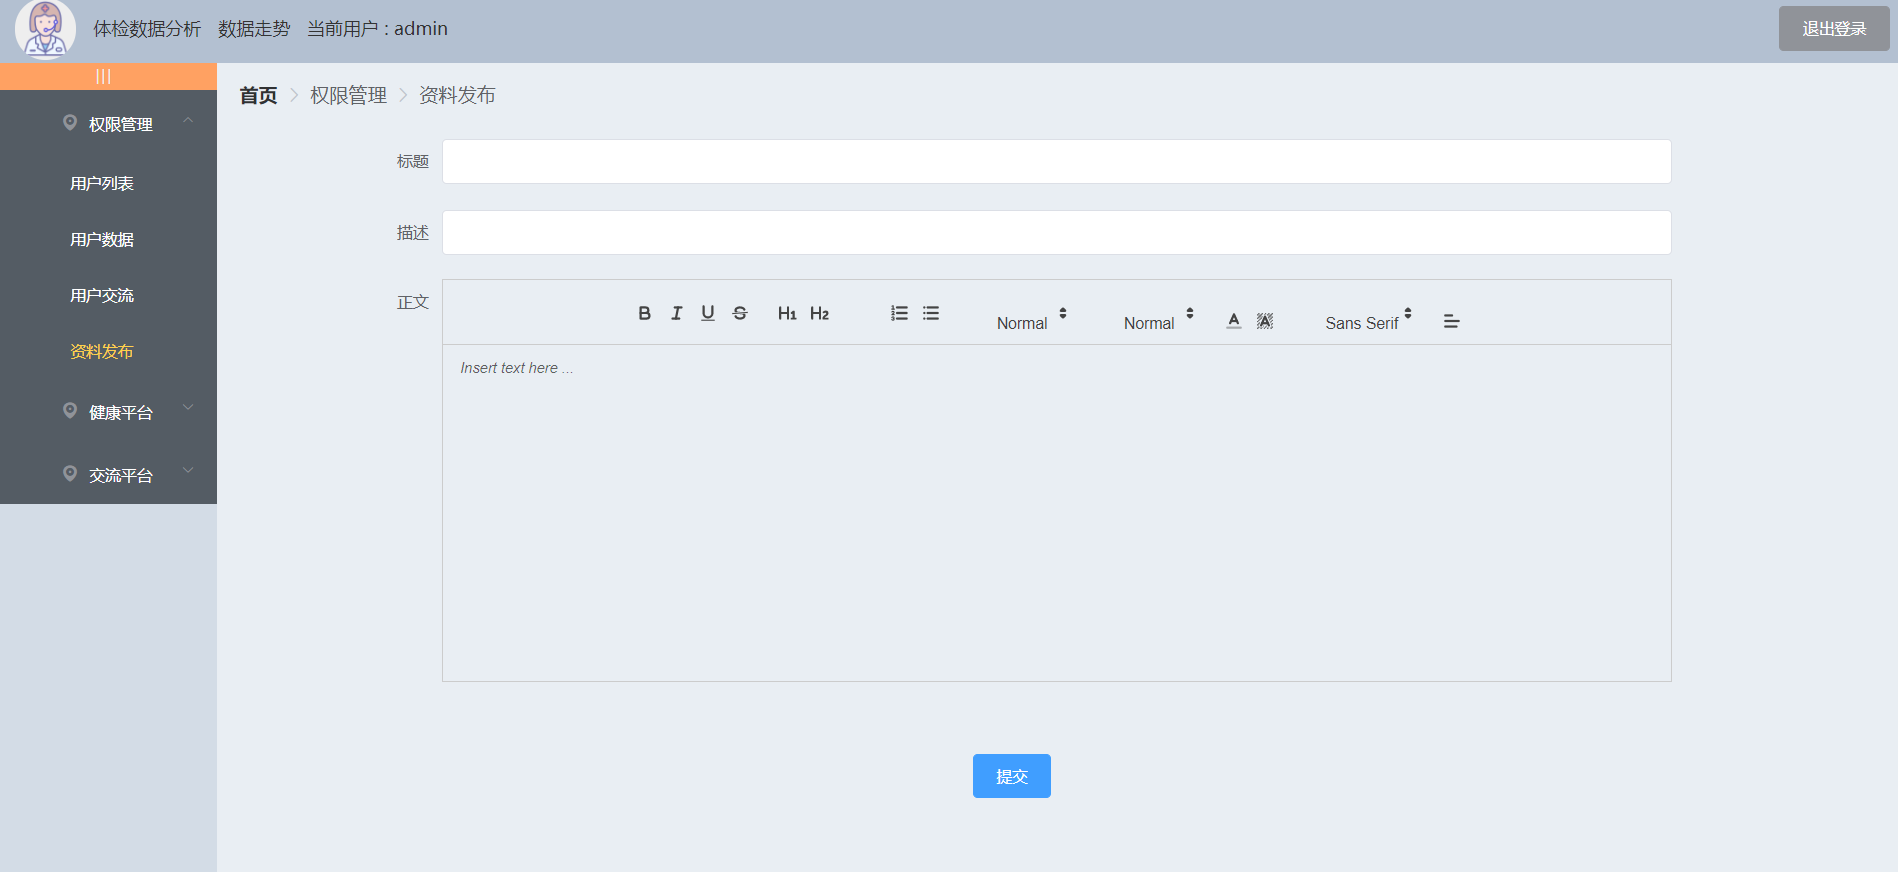 体检数据分析 数据走势 当前用户：admin 退出登录
|||
首页 权限管理 资料发布
权限管理
用户列表
用户数据
用户交流
资料发布
健康平台
交流平台
标题
描述
正文
B I U S H1 H2 Normal Normal A A Sans Serif
Insert text here ...
提交